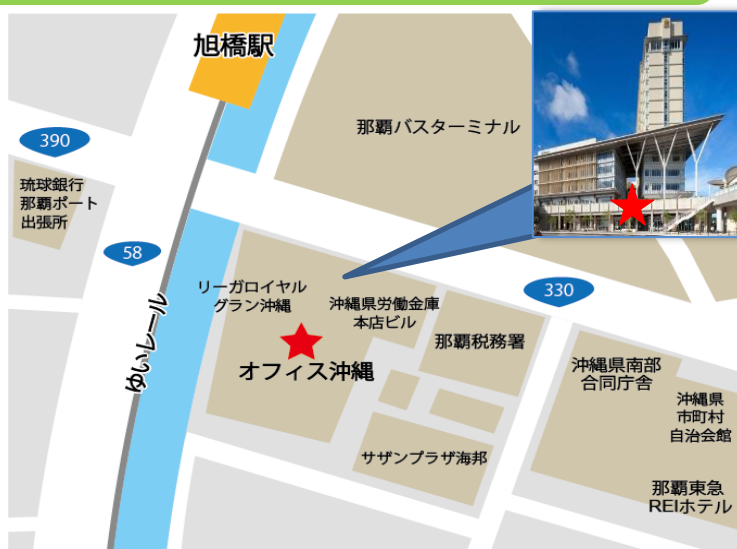 旭橋駅
那覇バスターミナル
390
琉球銀行
那覇ポート
出張所
58
ゆいレール
リーガロイヤル
グラン沖縄
沖縄県労働金庫
本店ビル
330
那覇税務署
オフィス沖縄
沖縄県南部
合同庁舎
沖縄県
市町村
自治会館
サザンプラザ海邦
那覇東急
REIホテル